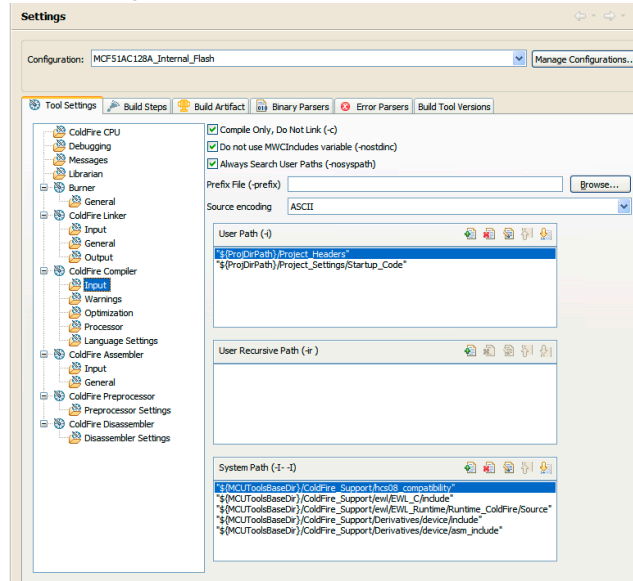 Settings
Configuration: MCF51AC128A_Internal_Flash Manage Configurations..
Tool Settings Build Steps Build Artifact Binary Parsers Error Parsers Build Tool Versions
ColdFire CPU
Debugging
Messages
Librarian
Burner
General
ColdFire Linker
Input
General
Output
ColdFire Compiler
Input
Warnings
Optimization
Processor
Language Settings
ColdFire Assembler
Input
General
ColdFire Preprocessor
Preprocessor Settings
ColdFire Disassembler
Disassembler Settings
Compile Only, Do Not Link (-c)
Do not use MWCIncludes variable (-nostdinc)
Always Search User Paths (-nosyspath)
Prefix File (-prefix) Browse...
Source encoding ASCII
User Path (-i)
"${ProjDirPath}/Project_Headers"
"${ProjDirPath}/Project_Settings/Startup_Code"
User Recursive Path (-ir )
System Path (-I- -I)
"${MCUToolsBaseDir}/ColdFire_Support/hcs08_compatibility"
"${MCUToolsBaseDir}/ColdFire_Support/ewl/EWL_C/include"
"${MCUToolsBaseDir}/ColdFire_Support/ewl/EWL_Runtime/Runtime_ColdFire/Source"
"${MCUToolsBaseDir}/ColdFire_Support/Derivatives/device/include"
"${MCUToolsBaseDir}/ColdFire_Support/Derivatives/device/asm_include"